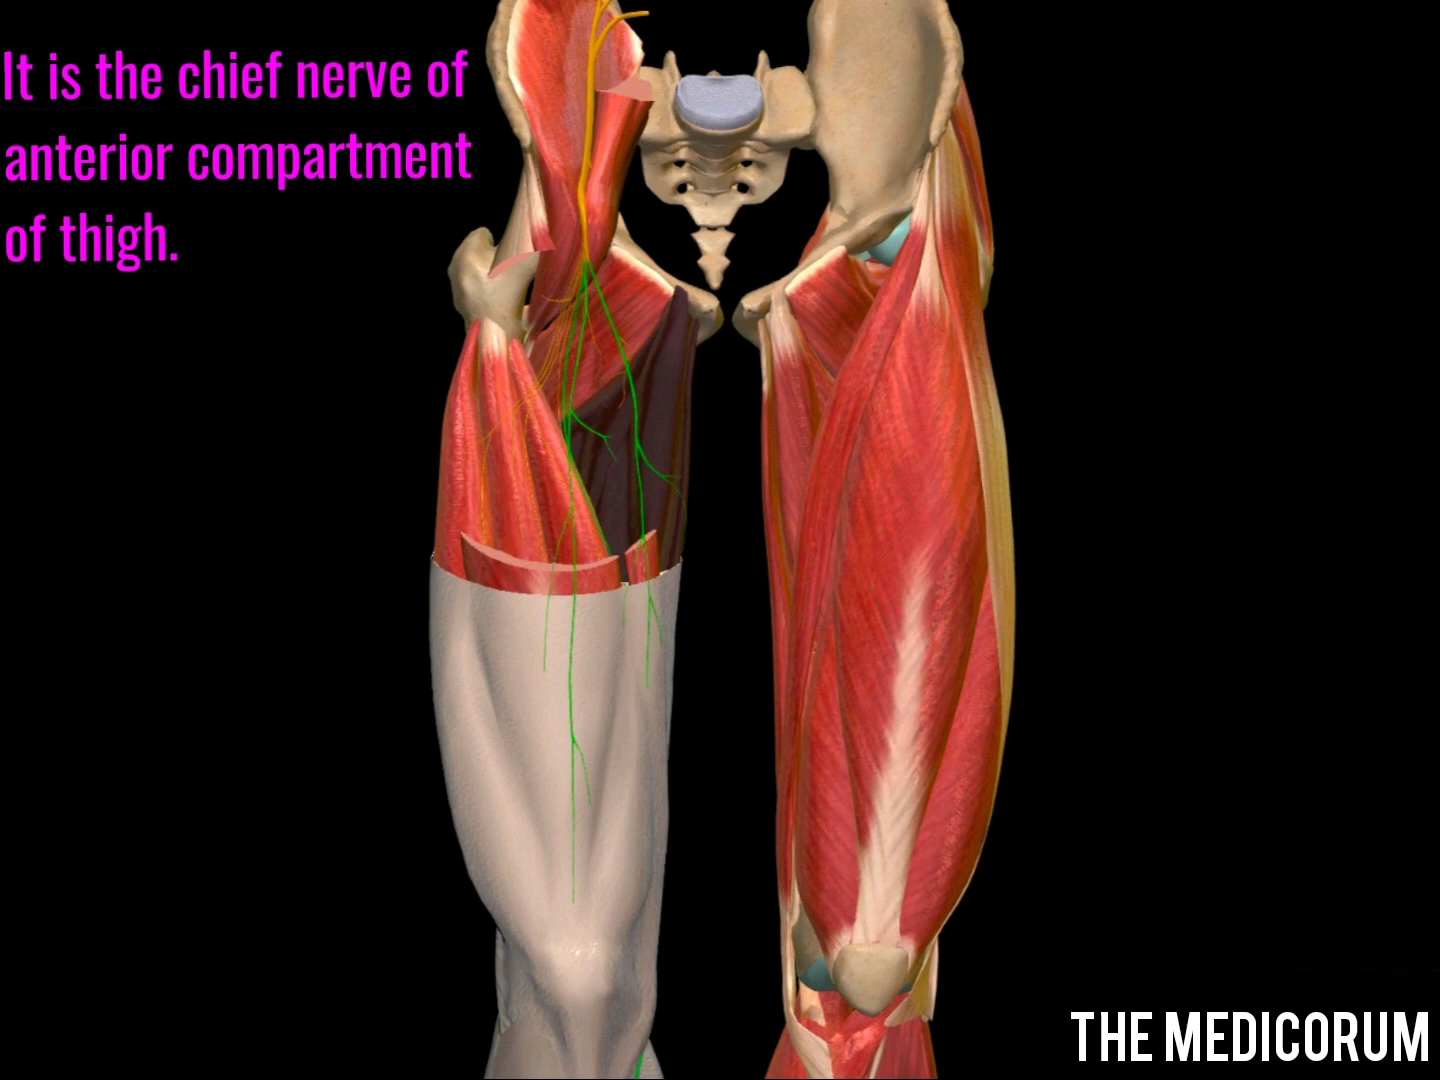 It is the chief nerve of
anterior compartment
of thigh.
THE MEDICORUM